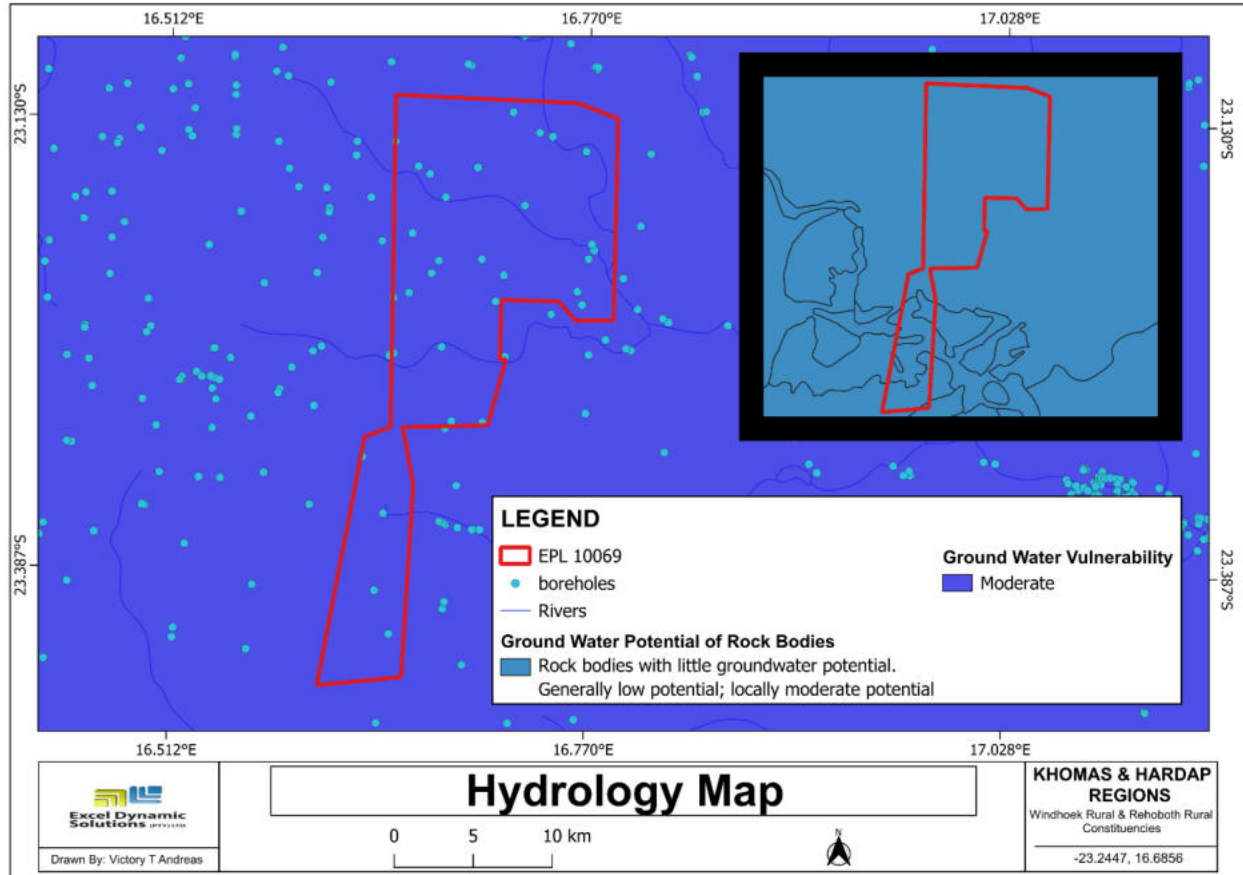 16.512°E 16.770°E 17.028°E
23.130°S 23.130°S
23.387°S 23.387°S
LEGEND
EPL 10069
boreholes
Rivers
Ground Water Potential of Rock Bodies
Rock bodies with little groundwater potential.
Generally low potential; locally moderate potential
Ground Water Vulnerability
Moderate
16.512°E 16.770°E 17.028°E
Excel Dynamic
Solutions (PTY) LTD
Drawn By: Victory T Andreas
Hydrology Map
0 5 10 km
N
KHOMAS & HARDAP
REGIONS
Windhoek Rural & Rehoboth Rural
Constituencies
-23.2447, 16.6856